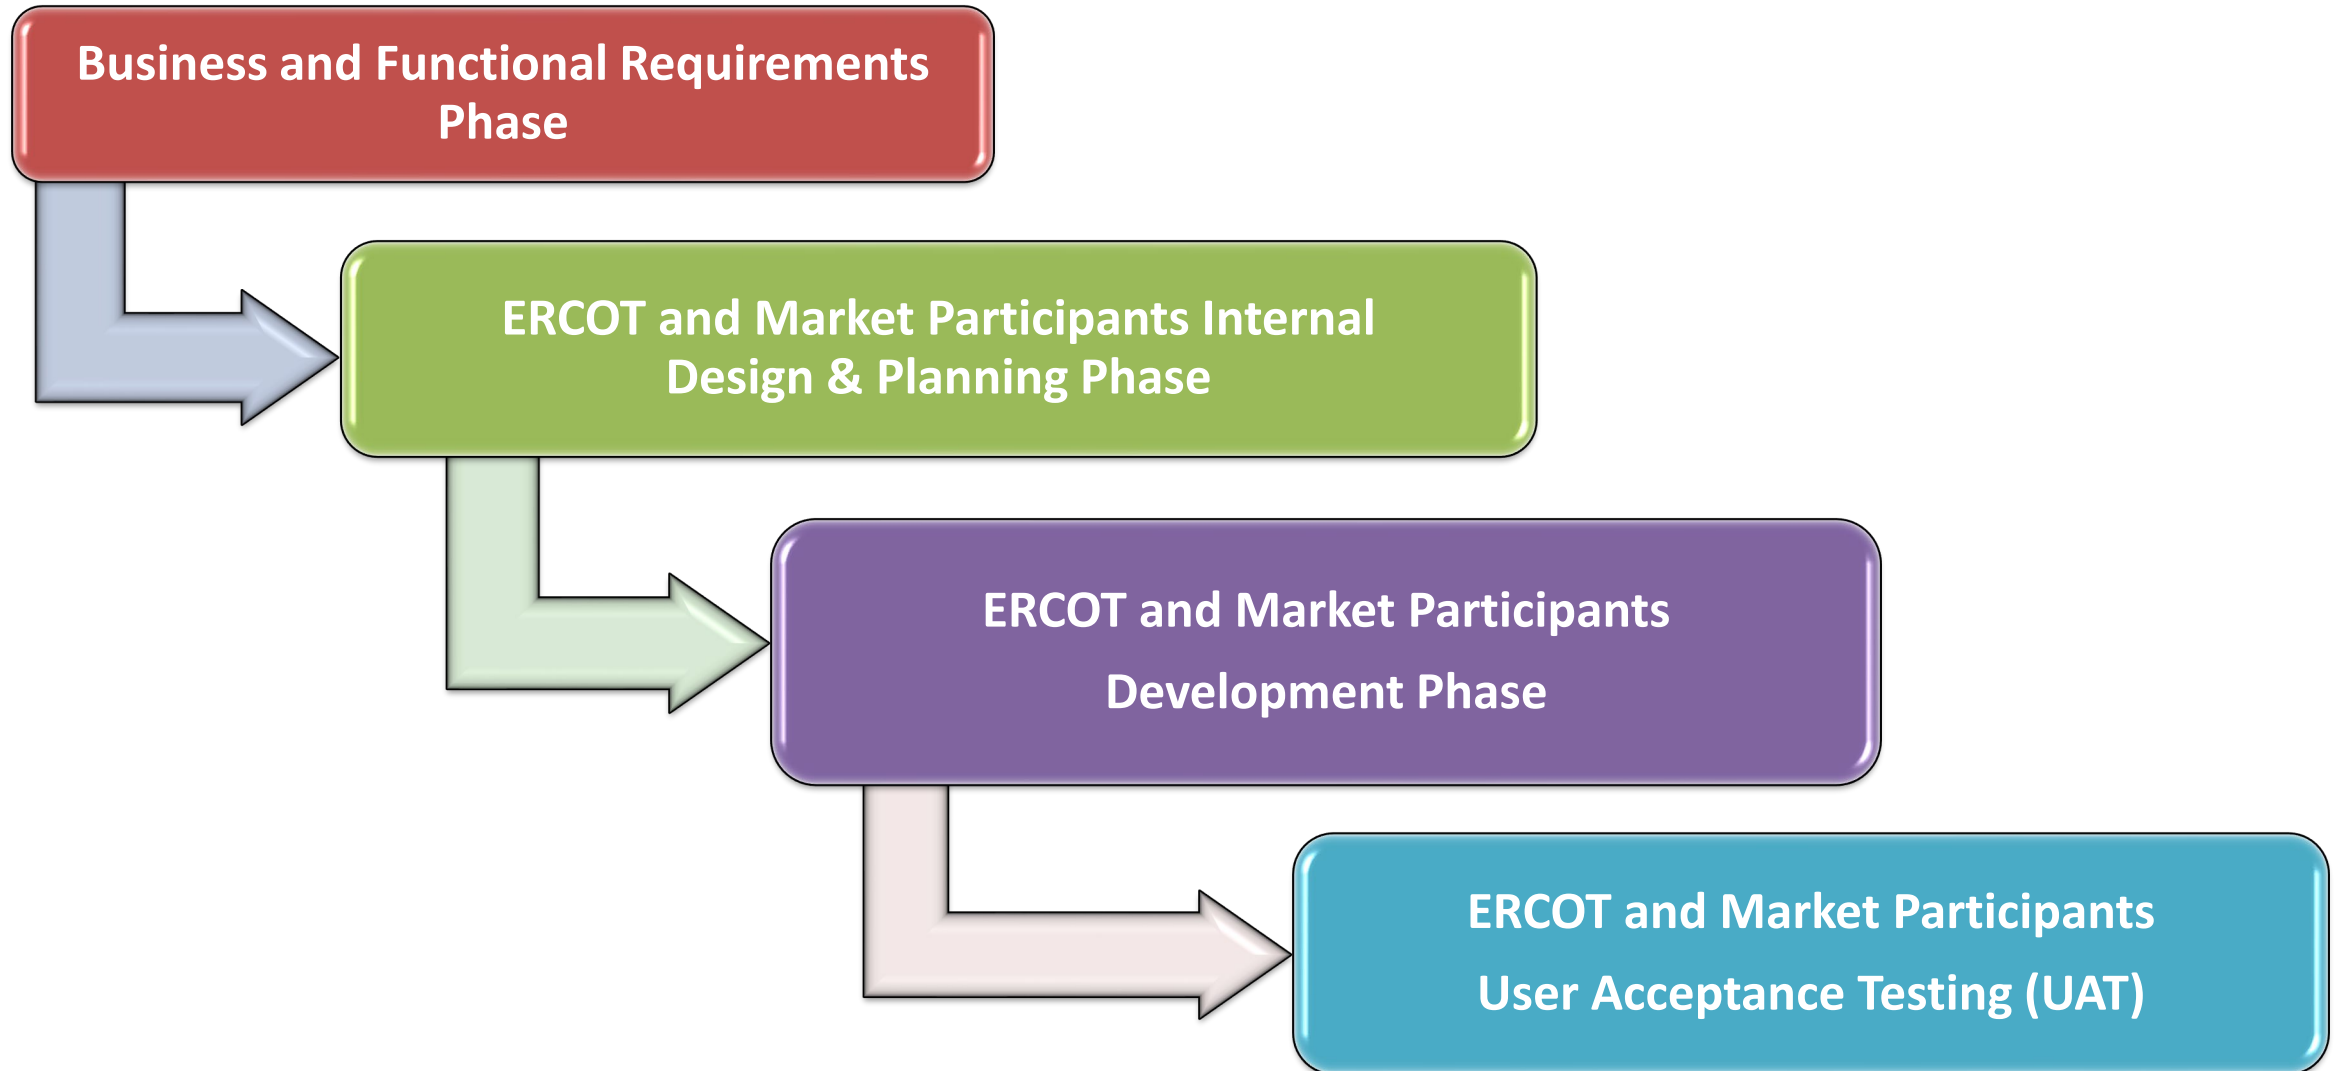 Business and Functional Requirements
Phase
ERCOT and Market Participants Internal
Design & Planning Phase
ERCOT and Market Participants
Development Phase
ERCOT and Market Participants
User Acceptance Testing (UAT)